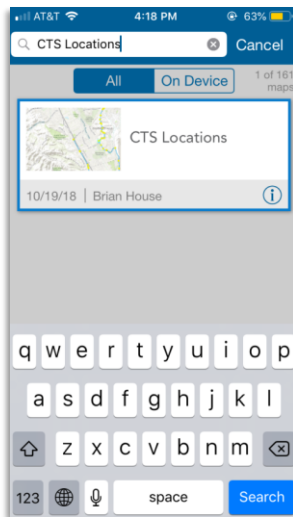 AT&T 4:18 PM 63%
CTS Locations Cancel
All On Device 1 of 161 maps
CTS Locations
10/19/18 | Brian House
q w e r t y u i o p
a s d f g h j k l
z x c v b n m
123 space Search